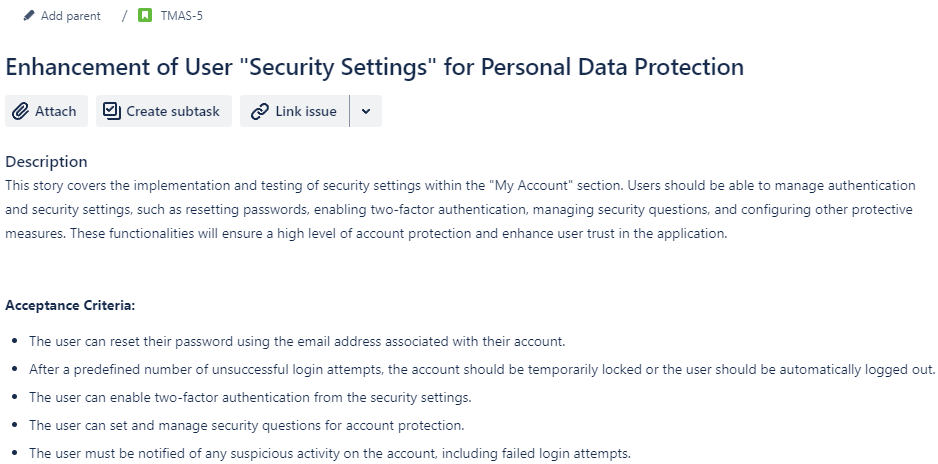 Add parent / TMAS-5
Enhancement of User "Security Settings" for Personal Data Protection
Attach Create subtask Link issue
Description
This story covers the implementation and testing of security settings within the "My Account" section. Users should be able to manage authentication
and security settings, such as resetting passwords, enabling two-factor authentication, managing security questions, and configuring other protective
measures. These functionalities will ensure a high level of account protection and enhance user trust in the application.
Acceptance Criteria:
• The user can reset their password using the email address associated with their account.
• After a predefined number of unsuccessful login attempts, the account should be temporarily locked or the user should be automatically logged out.
• The user can enable two-factor authentication from the security settings.
• The user can set and manage security questions for account protection.
• The user must be notified of any suspicious activity on the account, including failed login attempts.